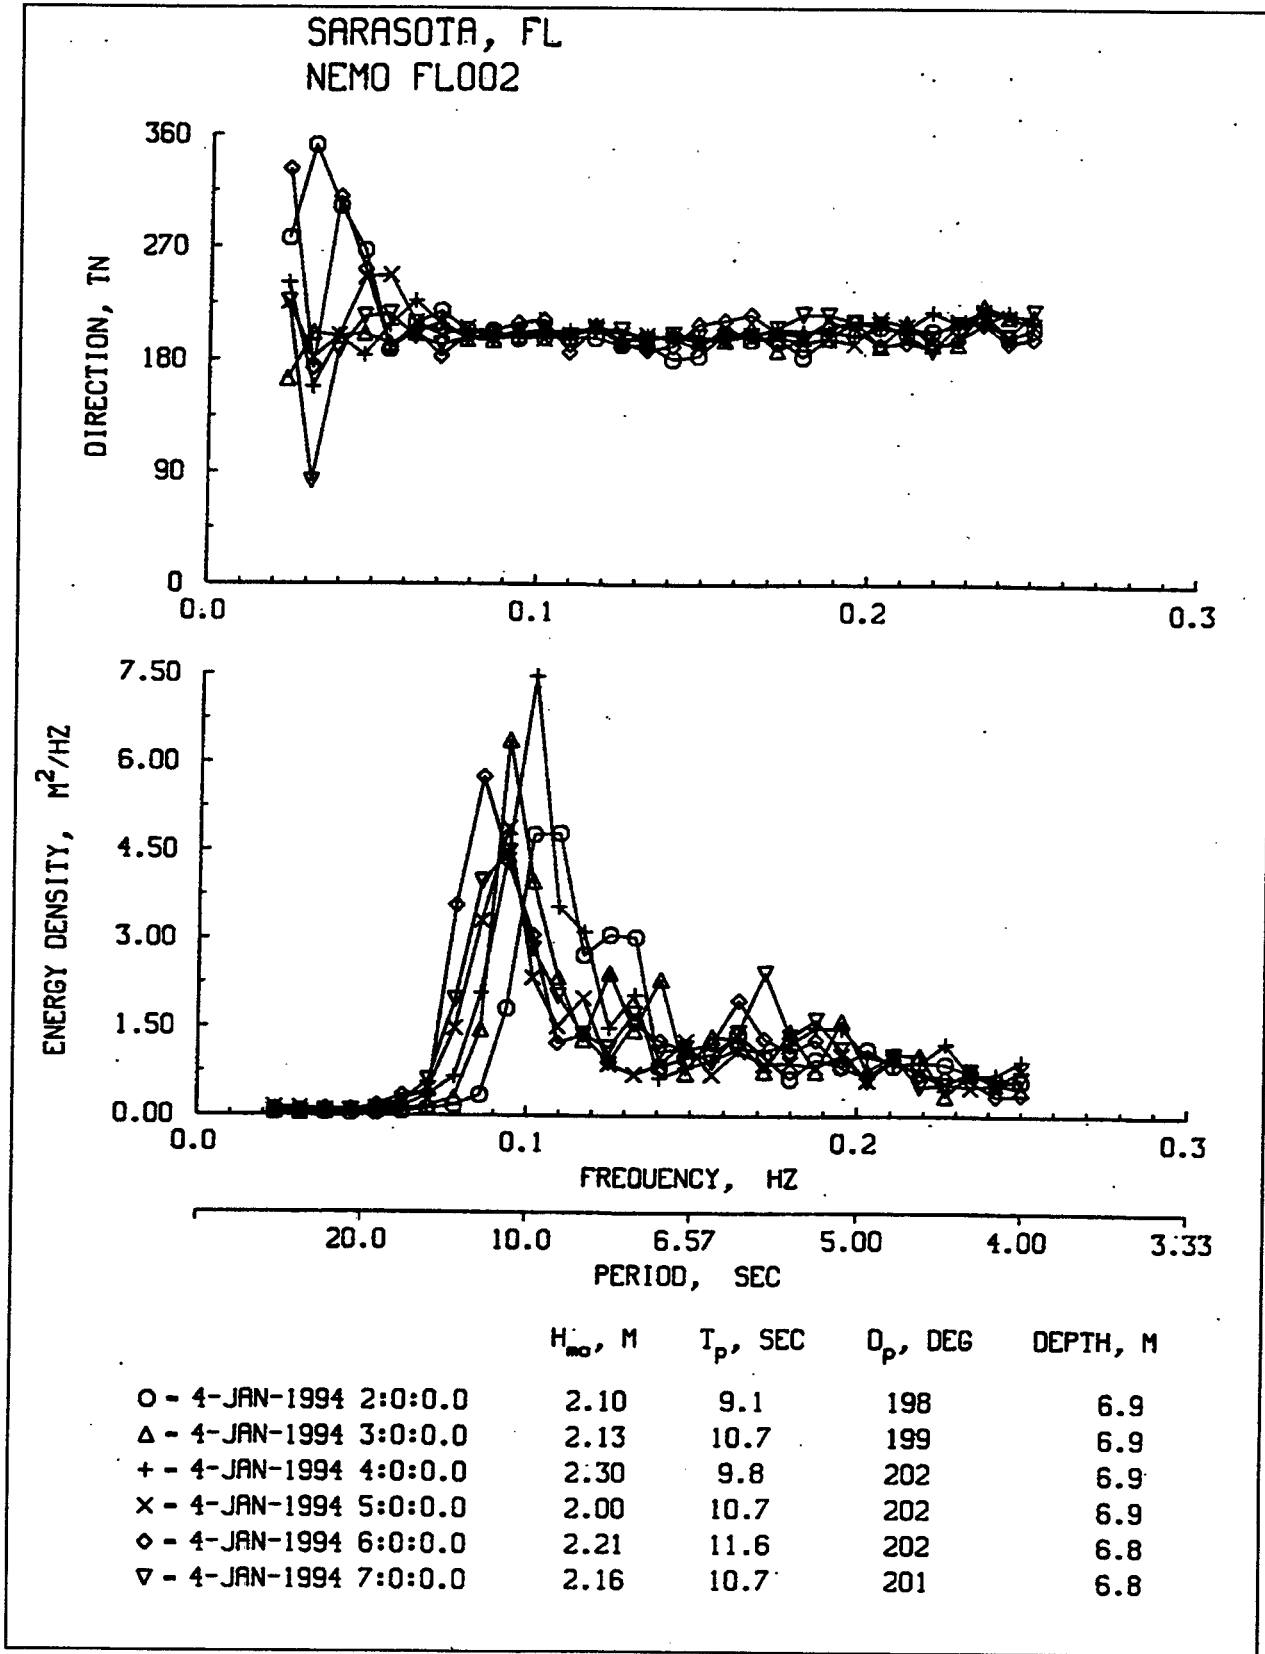 SARASOTA, FL
NEMO FL002
DIRECTION, TN
360
270
180
90
0
0.0 0.1 0.2 0.3
ENERGY DENSITY, M²/HZ
7.50
6.00
4.50
3.00
1.50
0.00
0.0 0.1 0.2 0.3
FREQUENCY, HZ
20.0 10.0 6.57 5.00 4.00 3.33
PERIOD, SEC
Hmo, M Tp, SEC Dp, DEG DEPTH, M
O - 4-JAN-1994 2:0:0.0 2.10 9.1 198 6.9
Δ - 4-JAN-1994 3:0:0.0 2.13 10.7 199 6.9
+ - 4-JAN-1994 4:0:0.0 2.30 9.8 202 6.9
× - 4-JAN-1994 5:0:0.0 2.00 10.7 202 6.9
◇ - 4-JAN-1994 6:0:0.0 2.21 11.6 202 6.8
∇ - 4-JAN-1994 7:0:0.0 2.16 10.7 201 6.8